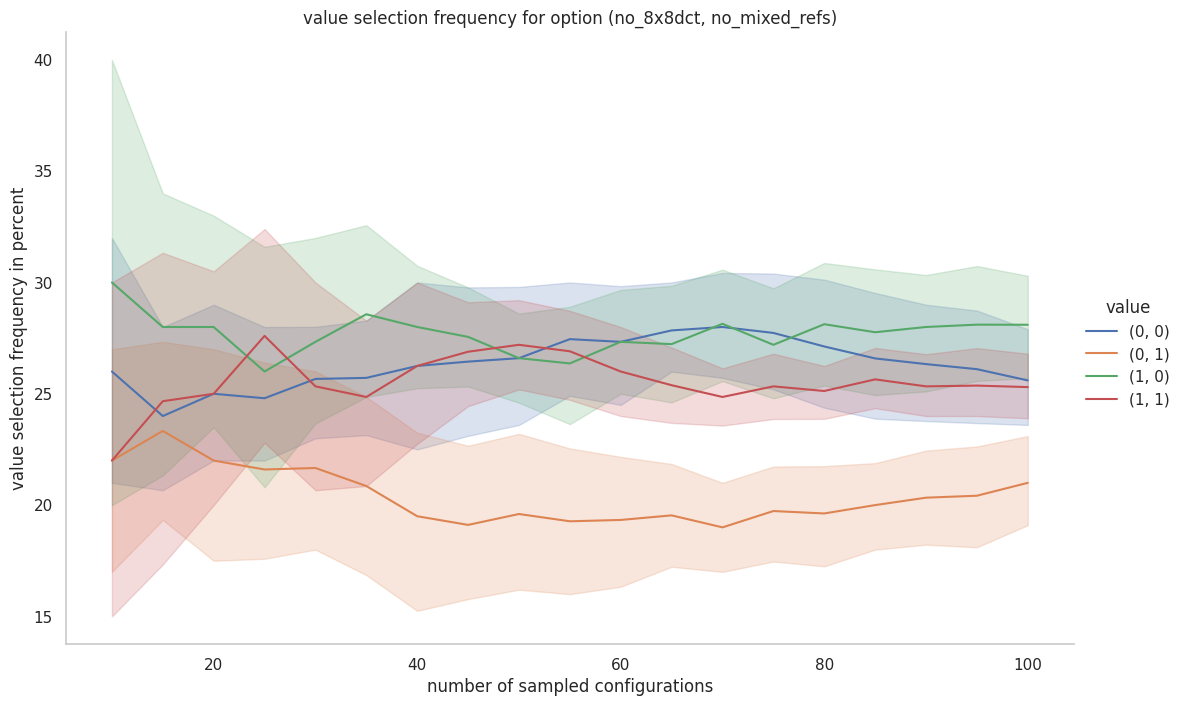 value selection frequency for option (no_8x8dct, no_mixed_refs)
value selection frequency in percent
40
35
30
25
20
15
20 40 60 80 100
number of sampled configurations
value
(0, 0)
(0, 1)
(1, 0)
(1, 1)